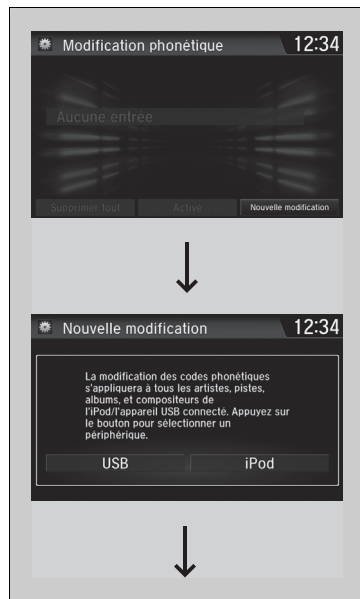 Modification phonétique 12:34
Aucune entrée
Supprimer tout Activé Nouvelle modification
Nouvelle modification 12:34
La modification des codes phonétiques
s'appliquera à tous les artistes, pistes,
albums, et compositeurs de
l'iPod/l'appareil USB connecté. Appuyez sur
le bouton pour sélectionner un
périphérique.
USB iPod